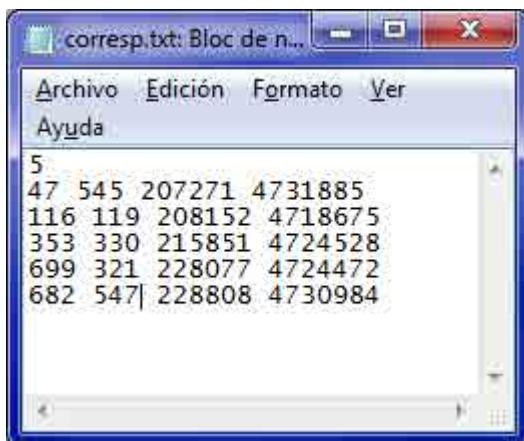 corresp.txt: Bloc de n...
Archivo Edición Formato Ver
Ayuda
5
47 545 207271 4731885
116 119 208152 4718675
353 330 215851 4724528
699 321 228077 4724472
682 547 228808 4730984